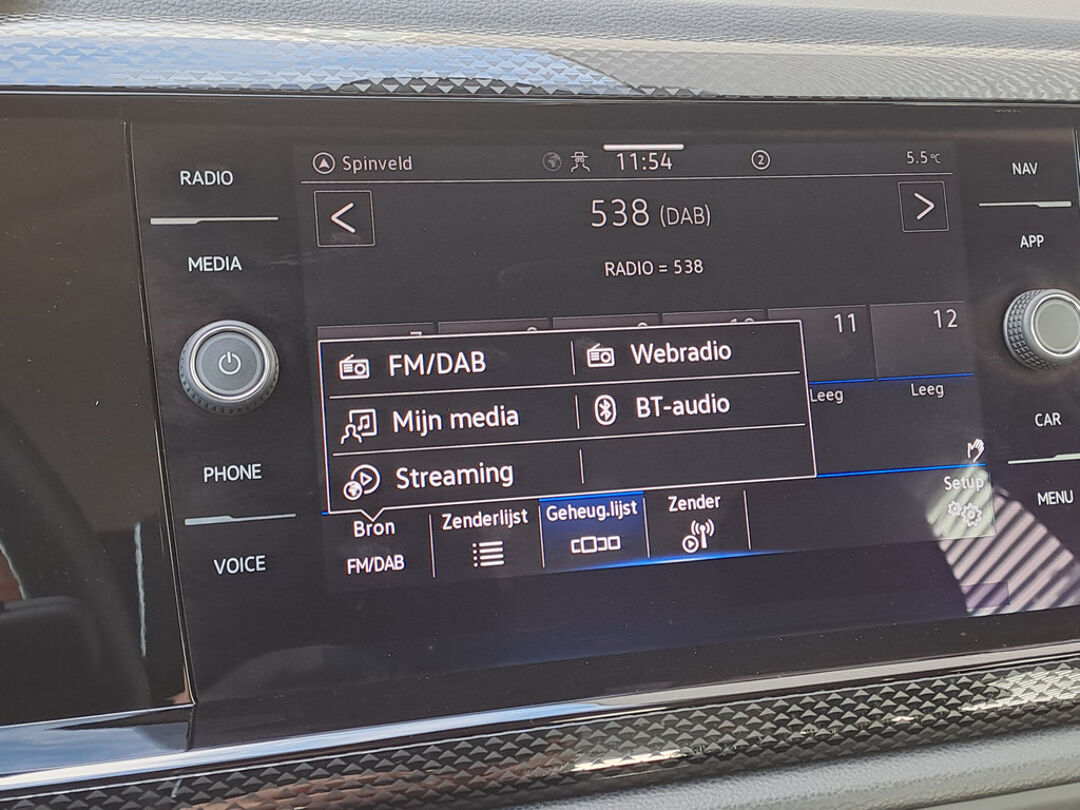 RADIO
MEDIA
PHONE
VOICE
Spinveld
11:54
2
5.5°C
<
538 (DAB)
>
RADIO = 538
11
12
Leeg
Leeg
FM/DAB
Webradio
Mijn media
BT-audio
Streaming
Bron
FM/DAB
Zenderlijst
Geheug.lijst
Zender
Setup
NAV
APP
CAR
MENU